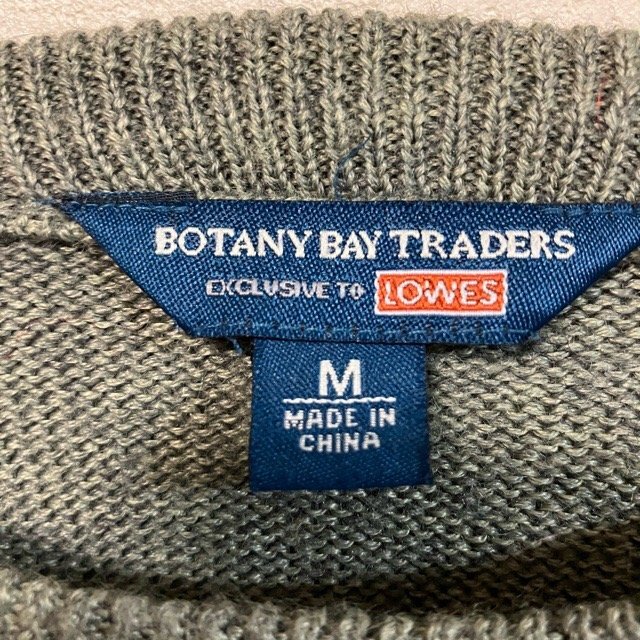 BOTANY BAY TRADERS
EXCLUSIVE TO LOWES
M
MADE IN
CHINA